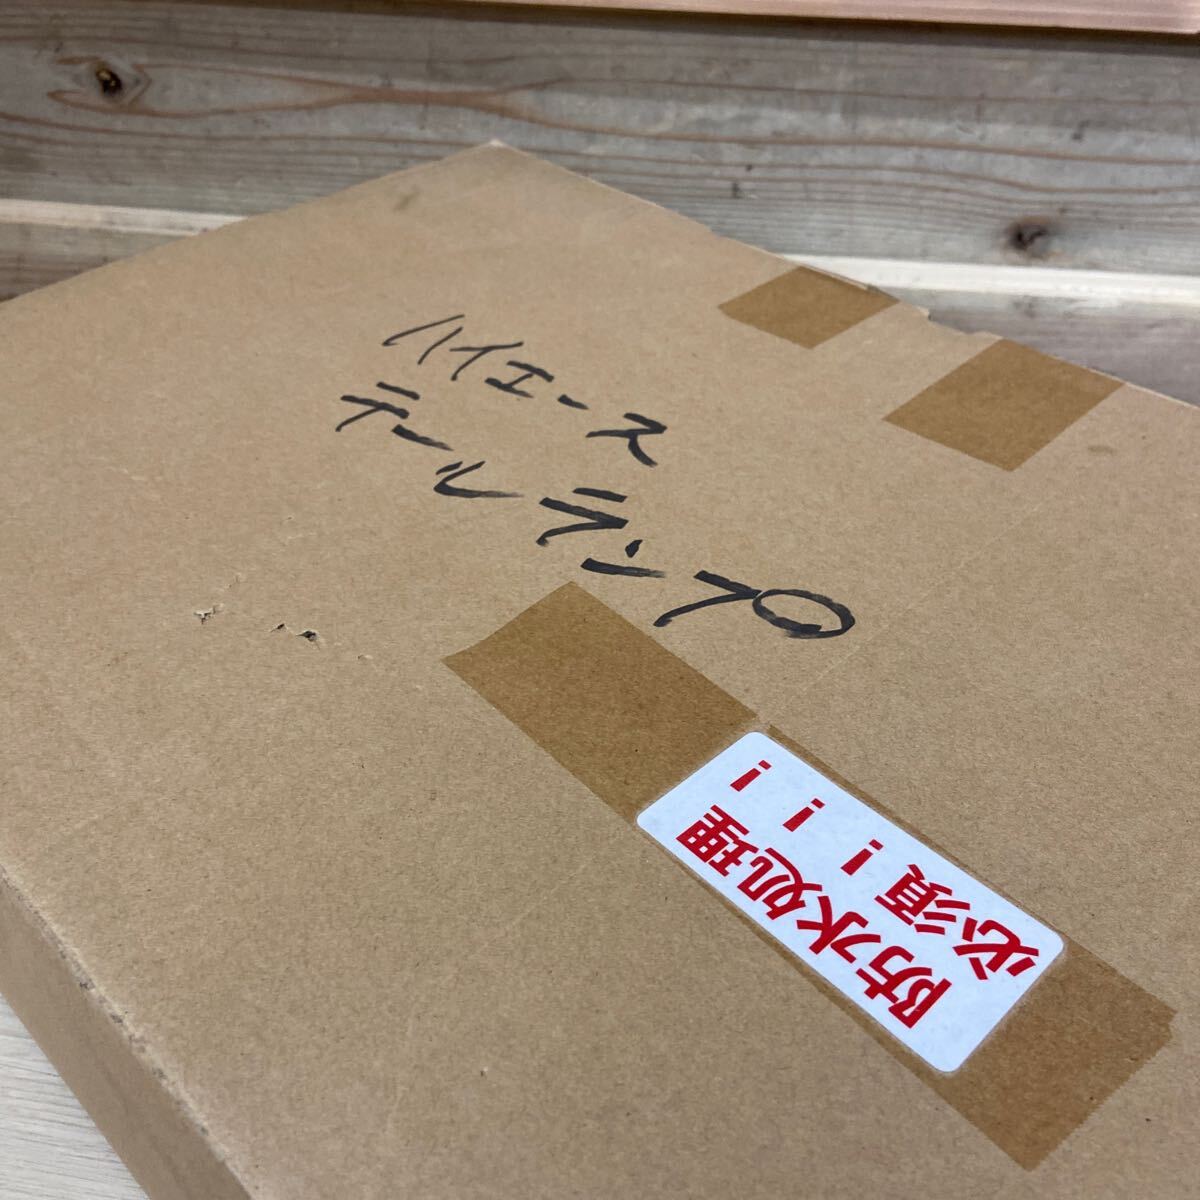 ハイエース
テールランプ
防水処理
必須！！！！